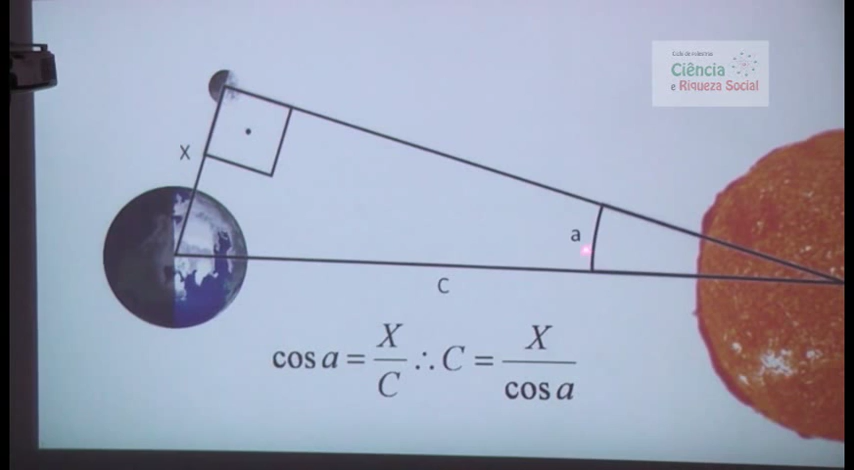 Ciência
e Riqueza Social
X
a
C
cos a = X/C ∴ C = X/cos a